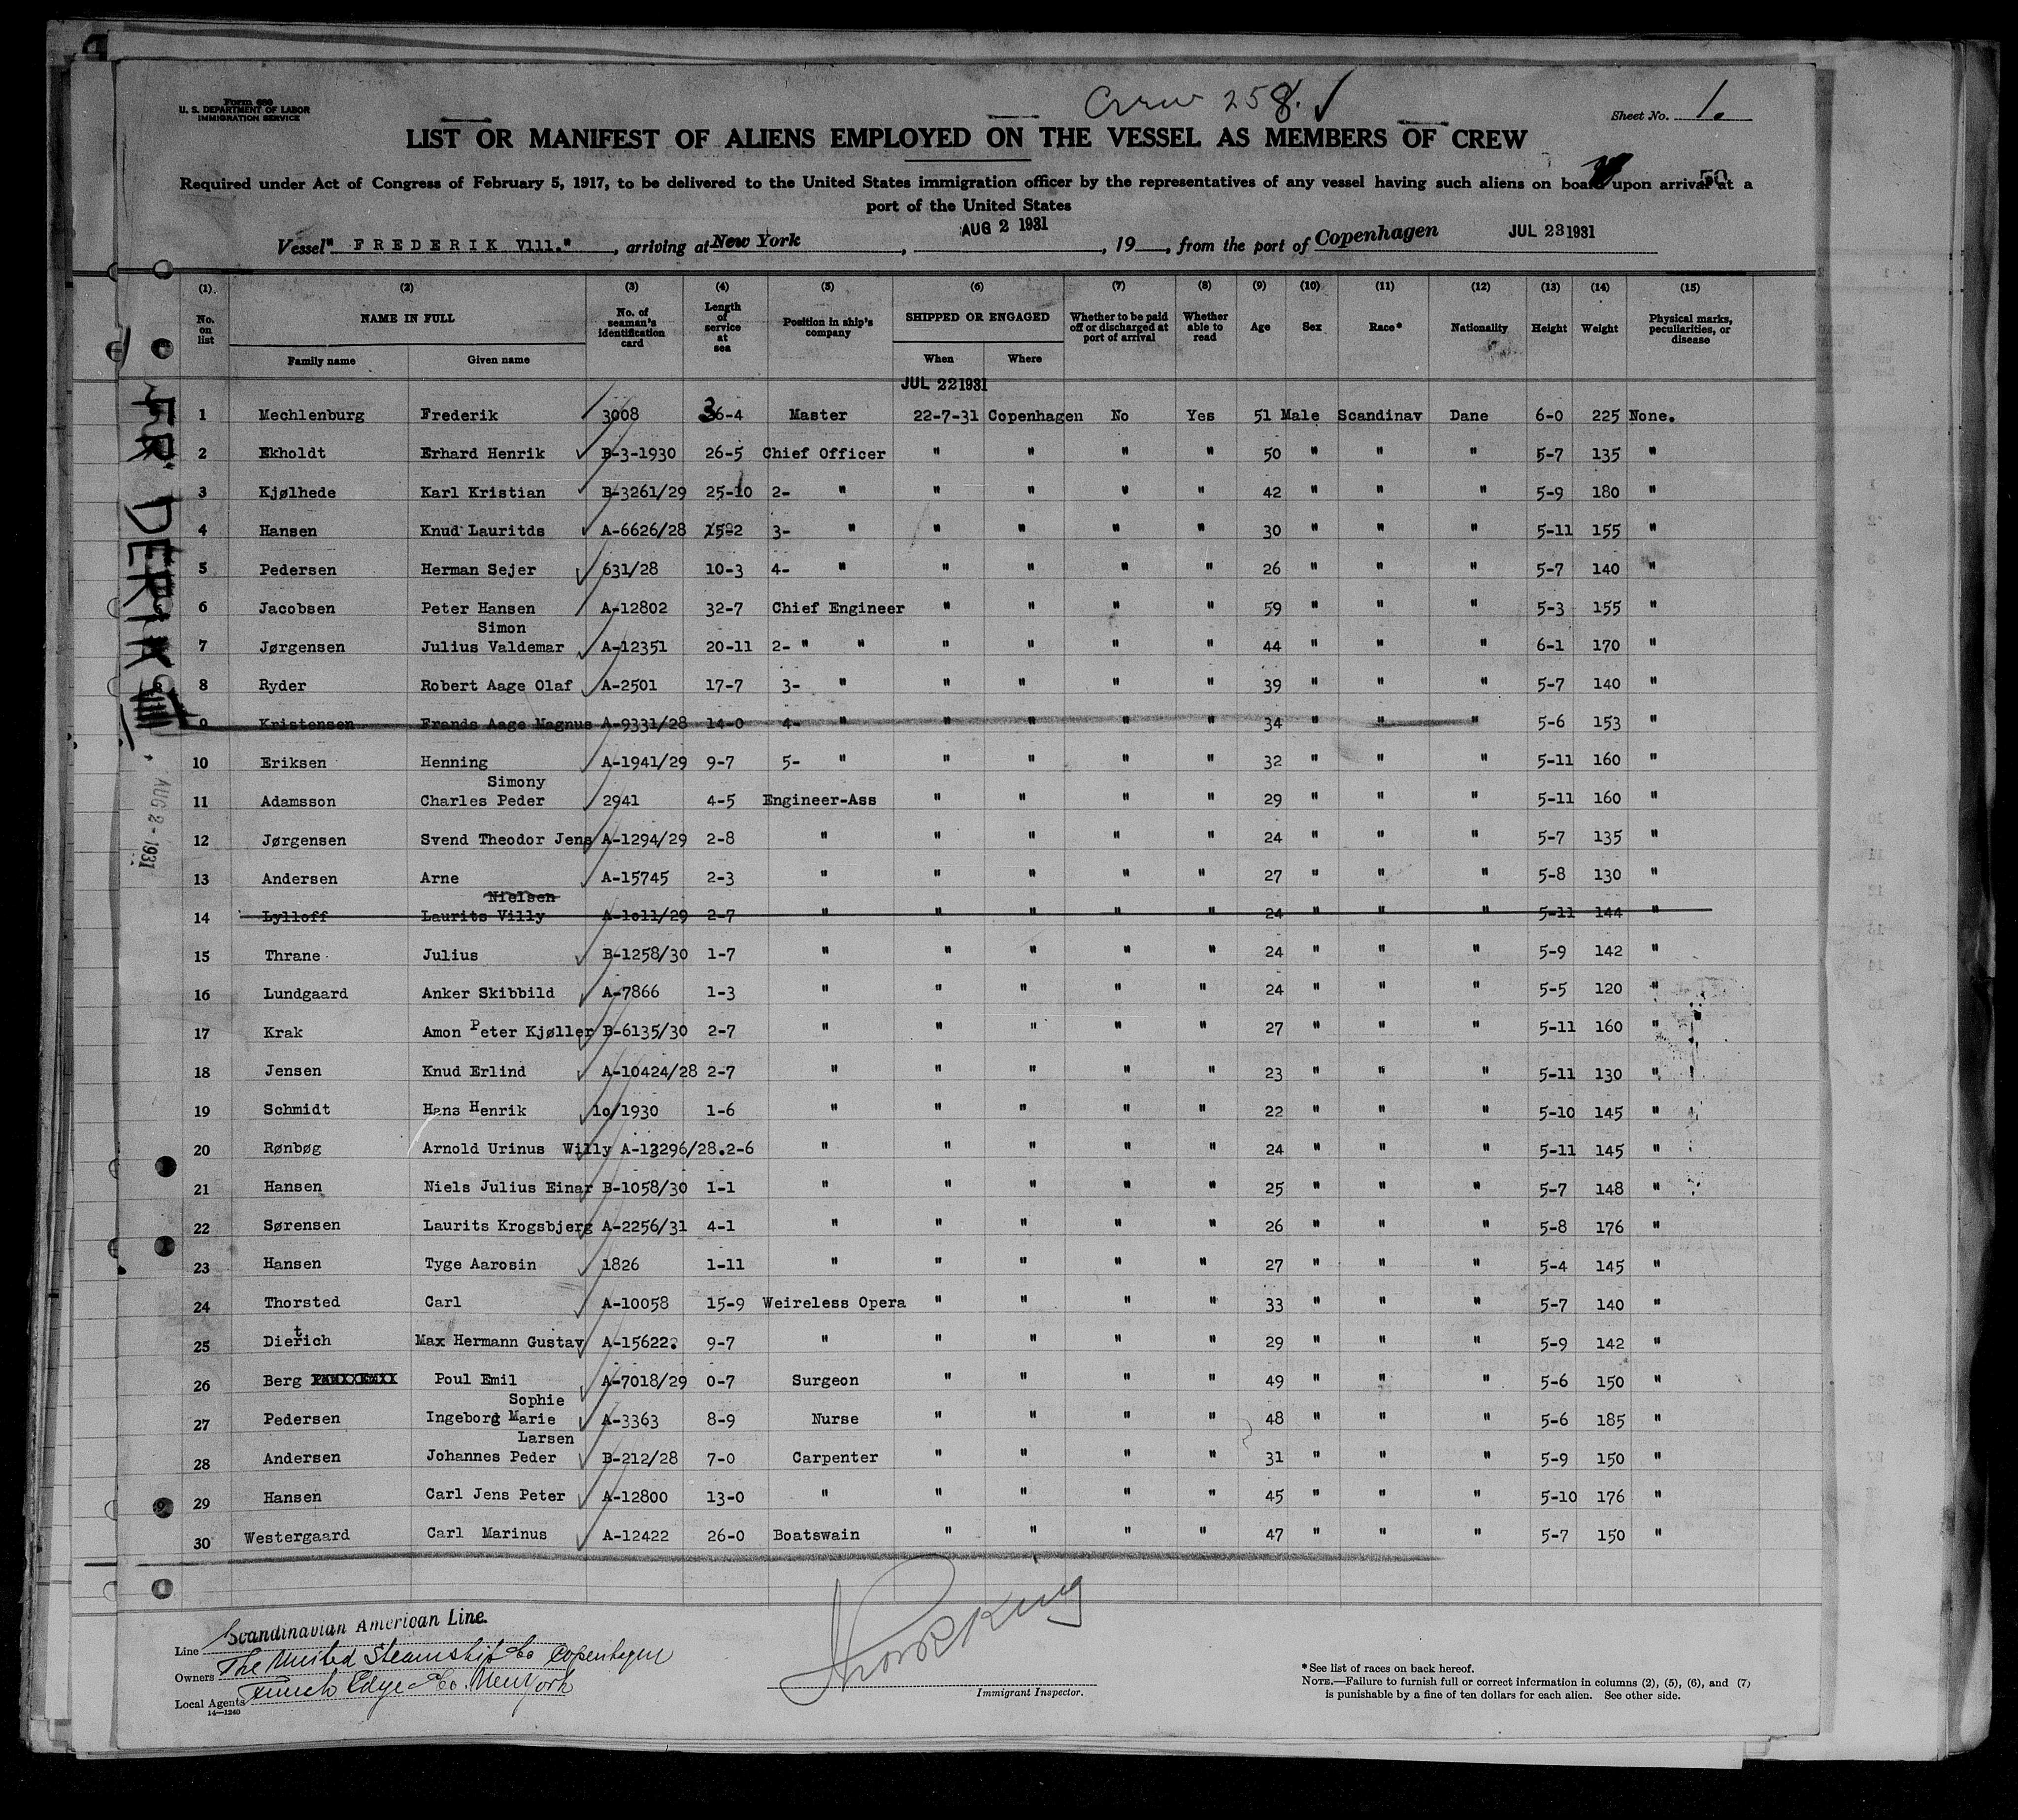 Crew 258. ✓
Form 680
U. S. DEPARTMENT OF LABOR
IMMIGRATION SERVICE
Sheet No. 1.
LIST OR MANIFEST OF ALIENS EMPLOYED ON THE VESSEL AS MEMBERS OF CREW
50
Required under Act of Congress of February 5, 1917, to be delivered to the United States immigration officer by the representatives of any vessel having such aliens on board upon arrival at a
port of the United States
Vessel " FREDERIK Vlll. ", arriving at New York, AUG 2 1931, 19 , from the port of Copenhagen JUL 23 1931
(1) (2) (3) (4) (5) (6) (7) (8) (9) (10) (11) (12) (13) (14) (15)
No. on list NAME IN FULL Family name Given name No. of seaman's identification card Length of service at sea Position in ship's company SHIPPED OR ENGAGED When Where Whether to be paid off or discharged at port of arrival Whether able to read Age Sex Race* Nationality Height Weight Physical marks, peculiarities, or disease
JUL 22 1931
1 Mechlenburg Frederik 3008 36-4 Master 22-7-31 Copenhagen No Yes 51 Male Scandinav Dane 6-0 225 None.
2 Ekholdt Erhard Henrik B-3-1930 26-5 Chief Officer " " " " 50 " " " 5-7 135 "
3 Kjølhede Karl Kristian B-3261/29 25-10 2- " " " " " 42 " " " 5-9 180 "
4 Hansen Knud Lauritds A-6626/28 15-2 3- " " " " " 30 " " " 5-11 155 "
5 Pedersen Herman Sejer 631/28 10-3 4- " " " " " 26 " " " 5-7 140 "
6 Jacobsen Peter Hansen A-12802 32-7 Chief Engineer " " " " 59 " " " 5-3 155 "
Simon
7 Jørgensen Julius Valdemar A-12351 20-11 2- " " " " " " 44 " " " 6-1 170 "
8 Ryder Robert Aage Olaf A-2501 17-7 3- " " " " " 39 " " " 5-7 140 "
9 Kristensen Frands Aage Magnus A-9331/28 14-0 4- " " " " " 34 " " " 5-6 153 "
10 Eriksen Henning A-1941/29 9-7 5- " " " " " 32 " " " 5-11 160 "
Simony
11 Adamsson Charles Peder 2941 4-5 Engineer-Ass " " " " 29 " " " 5-11 160 "
12 Jørgensen Svend Theodor Jens A-1294/29 2-8 " " " " " 24 " " " 5-7 135 "
13 Andersen Arne A-15745 2-3 " " " " " 27 " " " 5-8 130 "
Nielsen
14 Lylloff Laurits Villy A-1o11/29 2-7 " " " " " 24 " " " 5-11 144 "
15 Thrane Julius B-1258/30 1-7 " " " " " 24 " " " 5-9 142 "
16 Lundgaard Anker Skibbild A-7866 1-3 " " " " " 24 " " " 5-5 120 "
17 Krak Amon Peter Kjøller B-6135/30 2-7 " " " " " 27 " " " 5-11 160 "
18 Jensen Knud Erlind A-10424/28 2-7 " " " " " 23 " " " 5-11 130 "
19 Schmidt Hans Henrik 1o/1930 1-6 " " " " " 22 " " " 5-10 145 "
20 Rønbøg Arnold Urinus Willy A-13296/28. 2-6 " " " " " 24 " " " 5-11 145 "
21 Hansen Niels Julius Einar B-1058/30 1-1 " " " " " 25 " " " 5-7 148 "
22 Sørensen Laurits Krogsbjerg A-2256/31 4-1 " " " " " 26 " " " 5-8 176 "
23 Hansen Tyge Aarosin 1826 1-11 " " " " " 27 " " " 5-4 145 "
24 Thorsted Carl A-10058 15-9 Weireless Opera " " " " 33 " " " 5-7 140 "
25 Dietrich Max Hermann Gustav A-15622. 9-7 " " " " " 29 " " " 5-9 142 "
26 Berg Poul Emil A-7018/29 0-7 Surgeon " " " " 49 " " " 5-6 150 "
Sophie
27 Pedersen Ingeborg Marie A-3363 8-9 Nurse " " " " 48 " " " 5-6 185 "
Larsen
28 Andersen Johannes Peder B-212/28 7-0 Carpenter " " " " 31 " " " 5-9 150 "
29 Hansen Carl Jens Peter A-12800 13-0 " " " " " 45 " " " 5-10 176 "
30 Westergaard Carl Marinus A-12422 26-0 Boatswain " " " " 47 " " " 5-7 150 "
FR DERIK VIII
AUG 2 - 1931
Line Scandinavian American Line.
Owners The United Steamship Co Copenhagen
Local Agents Funch Edye & Co. New York
14—1240
Immigrant Inspector.
* See list of races on back hereof.
NOTE.—Failure to furnish full or correct information in columns (2), (5), (6), and (7)
is punishable by a fine of ten dollars for each alien. See other side.